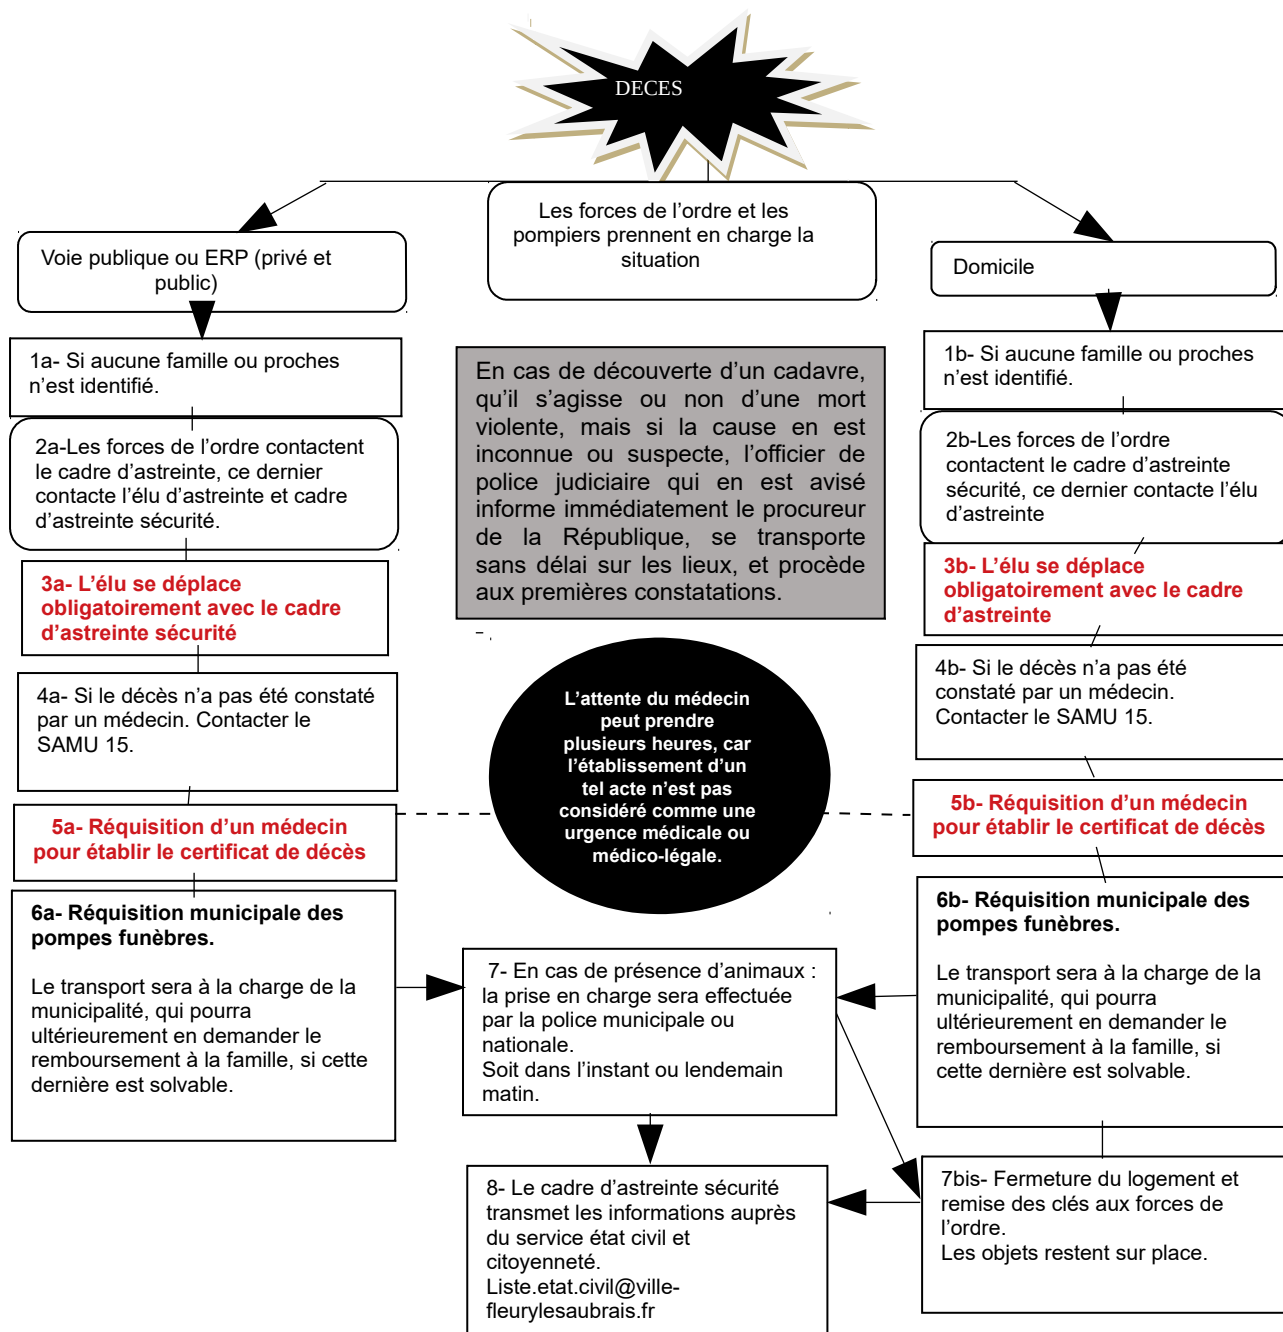 DECES
Les forces de l’ordre et les
pompiers prennent en charge la
situation
Voie publique ou ERP (privé et
public)
Domicile
1a- Si aucune famille ou proches
n’est identifié.
2a-Les forces de l’ordre contactent
le cadre d’astreinte, ce dernier
contacte l’élu d’astreinte et cadre
d’astreinte sécurité.
3a- L’élu se déplace
obligatoirement avec le cadre
d’astreinte sécurité
4a- Si le décès n’a pas été constaté
par un médecin. Contacter le
SAMU 15.
5a- Réquisition d’un médecin
pour établir le certificat de décès
6a- Réquisition municipale des
pompes funèbres.
Le transport sera à la charge de la
municipalité, qui pourra
ultérieurement en demander le
remboursement à la famille, si cette
dernière est solvable.
En cas de découverte d’un cadavre,
qu’il s’agisse ou non d’une mort
violente, mais si la cause en est
inconnue ou suspecte, l’officier de
police judiciaire qui en est avisé
informe immédiatement le procureur
de la République, se transporte
sans délai sur les lieux, et procède
aux premières constatations.
L’attente du médecin
peut prendre
plusieurs heures, car
l’établissement d’un
tel acte n’est pas
considéré comme une
urgence médicale ou
médico-légale.
1b- Si aucune famille ou proches
n’est identifié.
2b-Les forces de l’ordre
contactent le cadre d’astreinte
sécurité, ce dernier contacte l’élu
d’astreinte
3b- L’élu se déplace
obligatoirement avec le cadre
d’astreinte
4b- Si le décès n’a pas été
constaté par un médecin.
Contacter le SAMU 15.
5b- Réquisition d’un médecin
pour établir le certificat de décès
6b- Réquisition municipale des
pompes funèbres.
Le transport sera à la charge de la
municipalité, qui pourra
ultérieurement en demander le
remboursement à la famille, si
cette dernière est solvable.
7- En cas de présence d’animaux :
la prise en charge sera effectuée
par la police municipale ou
nationale.
Soit dans l’instant ou lendemain
matin.
7bis- Fermeture du logement et
remise des clés aux forces de
l’ordre.
Les objets restent sur place.
8- Le cadre d’astreinte sécurité
transmet les informations auprès
du service état civil et
citoyenneté.
Liste.etat.civil@ville-
fleurylesaubrais.fr